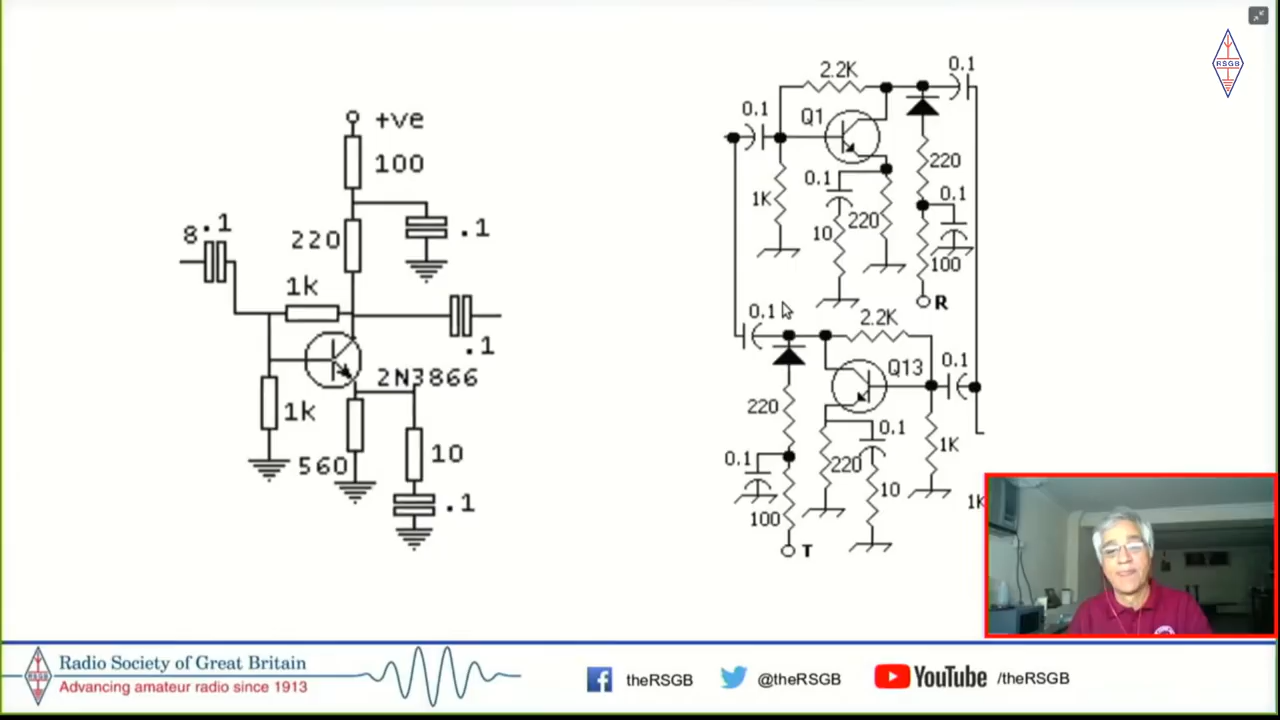 +ve
100
8.1
220
.1
1k
.1
2N3866
1k
560
10
.1
2.2K
0.1
0.1
Q1
220
0.1
1K
0.1
220
10
100
R
0.1
2.2K
0.1
Q13
220
0.1
1K
0.1
220
10
100
1K
T
RSGB
RSGB
Radio Society of Great Britain
Advancing amateur radio since 1913
theRSGB
@theRSGB
YouTube /theRSGB